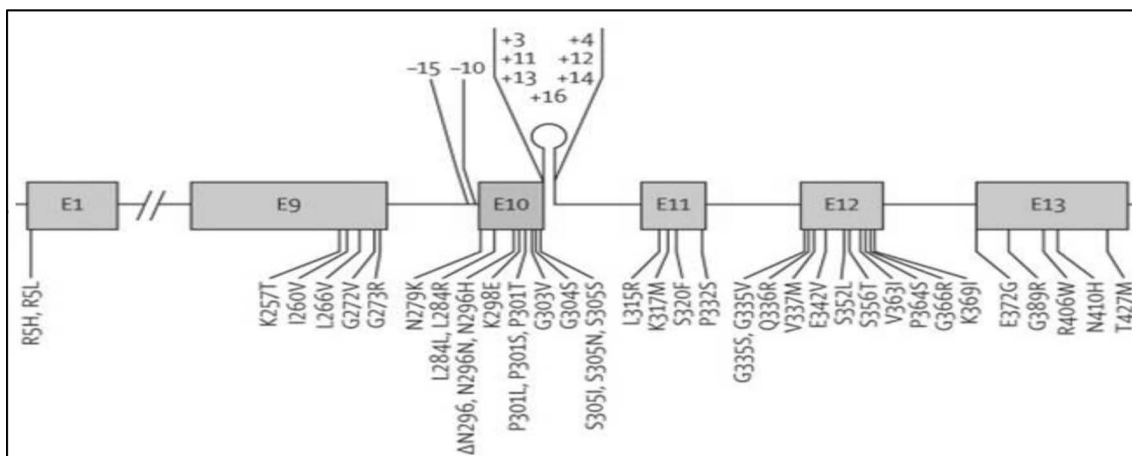 +3 +4
+11 +12
−15 −10 +13 +14
+16
E1 E9 E10 E11 E12 E13
R5H, R5L
K257T
I260V
L266V
G272V
G273R
N279K
L284L, L284R
ΔN296, N296N, N296H
K298E
P301L, P301S, P301T
G303V
G304S
S305I, S305N, S305S
L315R
K317M
S320F
P332S
G335S, G335V
Q336R
V337M
E342V
S352L
S356T
V363I
P364S
G366R
K369I
E372G
G389R
R406W
N410H
T427M